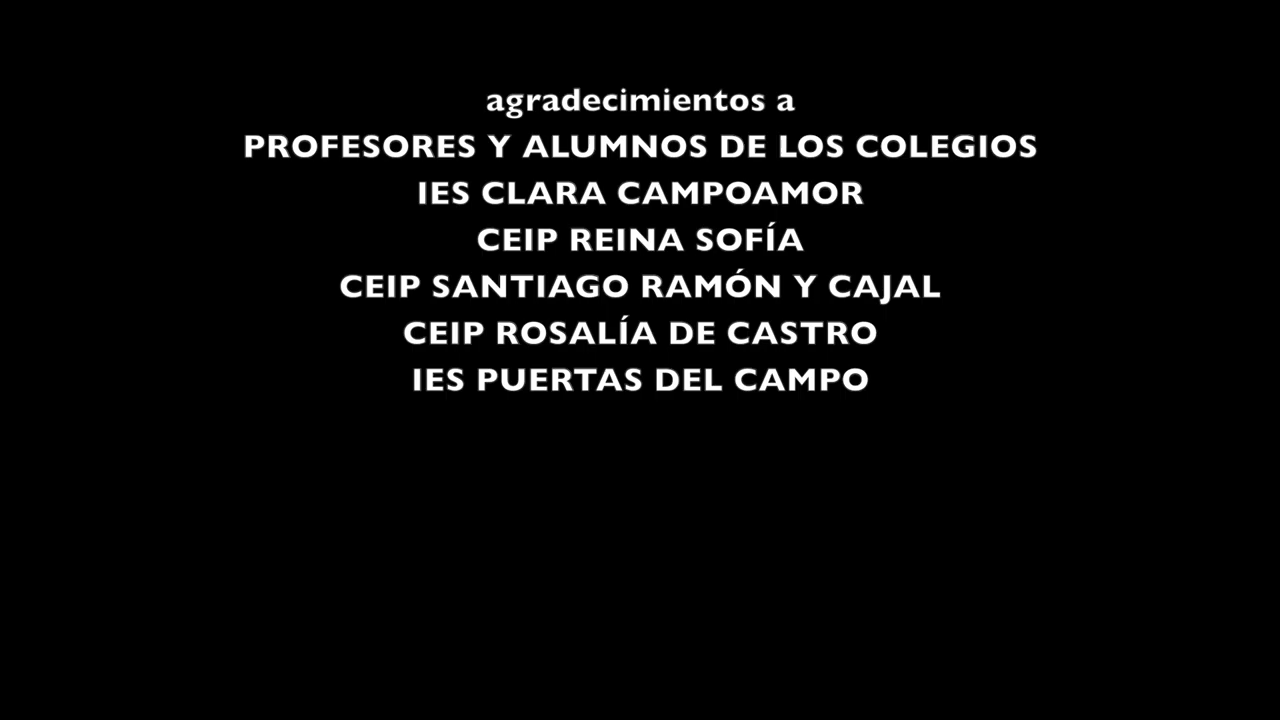 agradecimientos a
PROFESORES Y ALUMNOS DE LOS COLEGIOS
IES CLARA CAMPOAMOR
CEIP REINA SOFÍA
CEIP SANTIAGO RAMÓN Y CAJAL
CEIP ROSALÍA DE CASTRO
IES PUERTAS DEL CAMPO